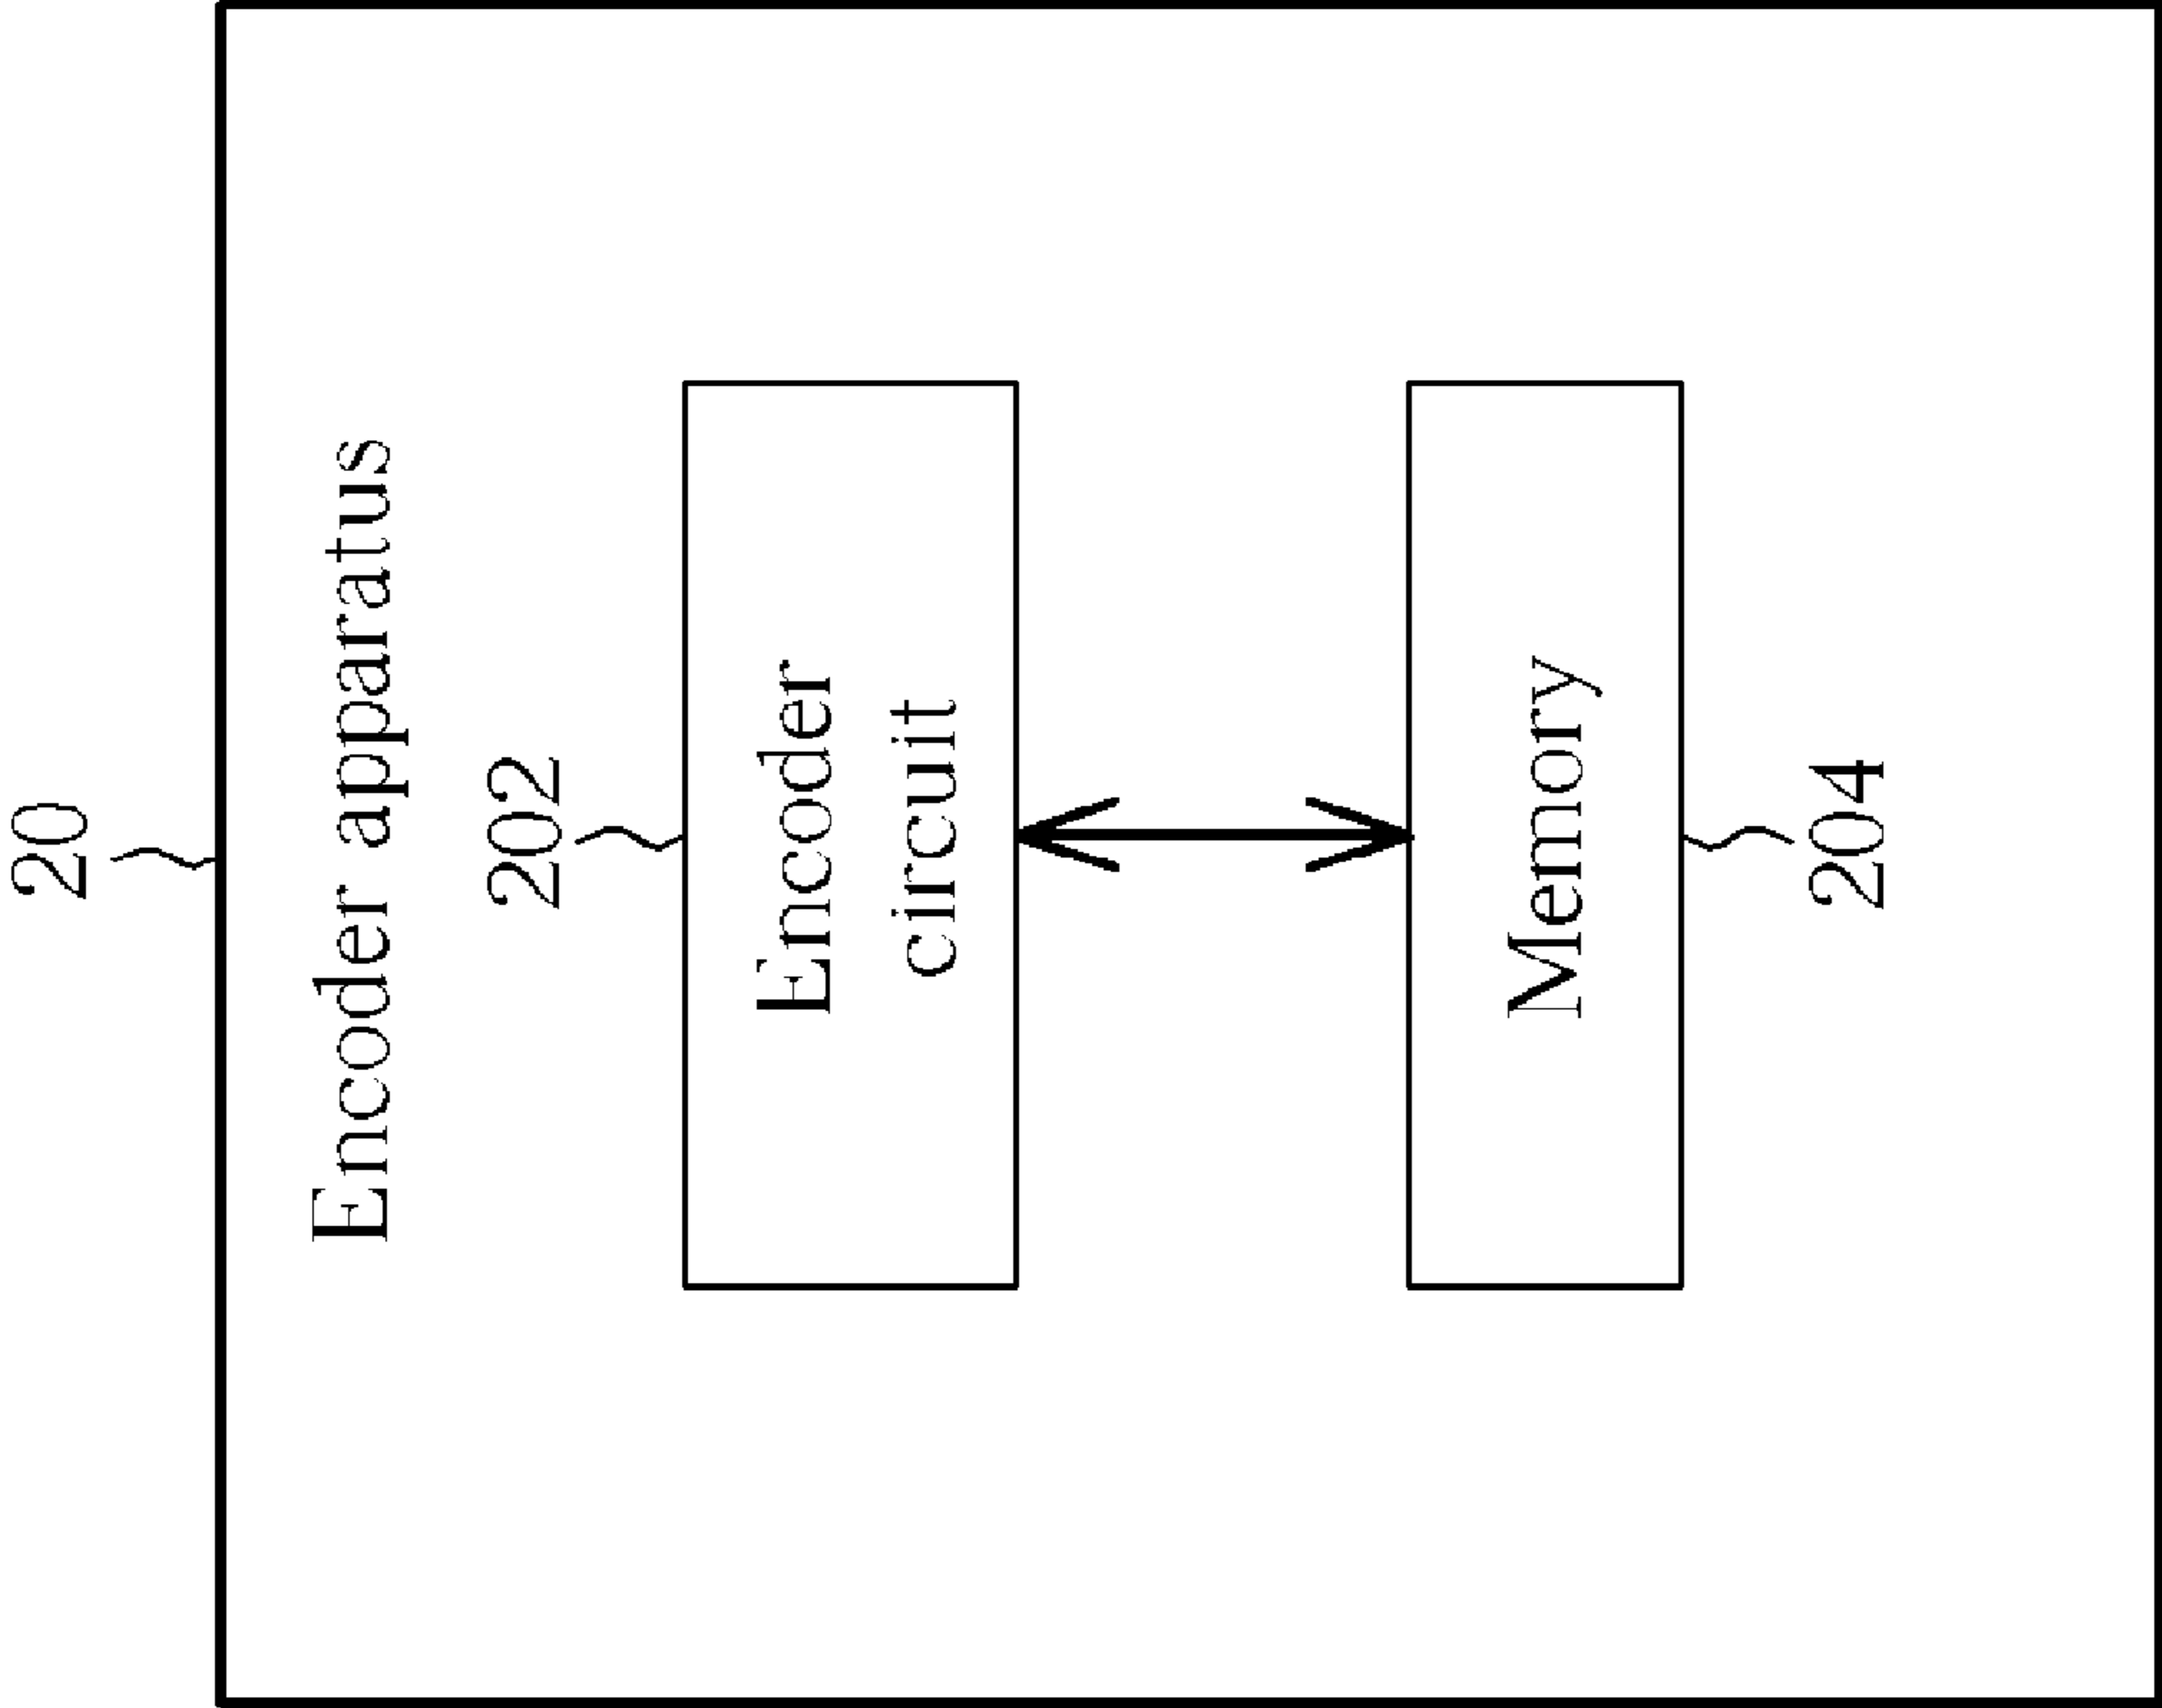 20
Encoder apparatus
202
Encoder
circuit
Memory
204